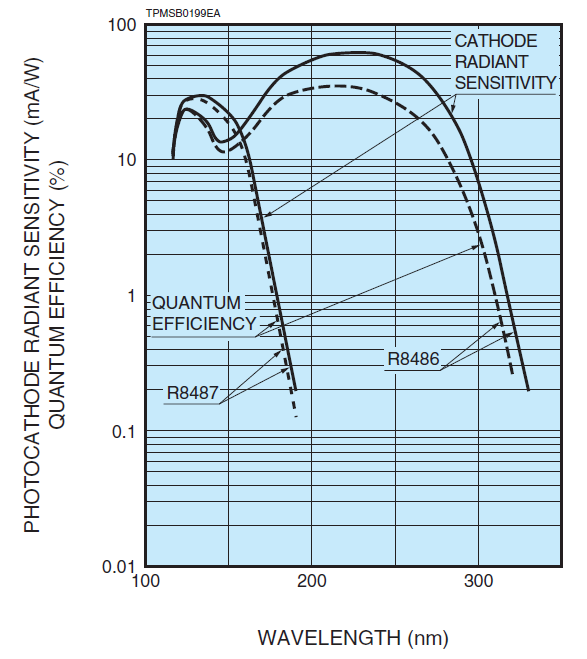 TPMSB0199EA
100
10
1
0.1
0.01
PHOTOCATHODE RADIANT SENSITIVITY (mA/W)
QUANTUM EFFICIENCY (%)
CATHODE
RADIANT
SENSITIVITY
QUANTUM
EFFICIENCY
R8487
R8486
100
200
300
WAVELENGTH (nm)